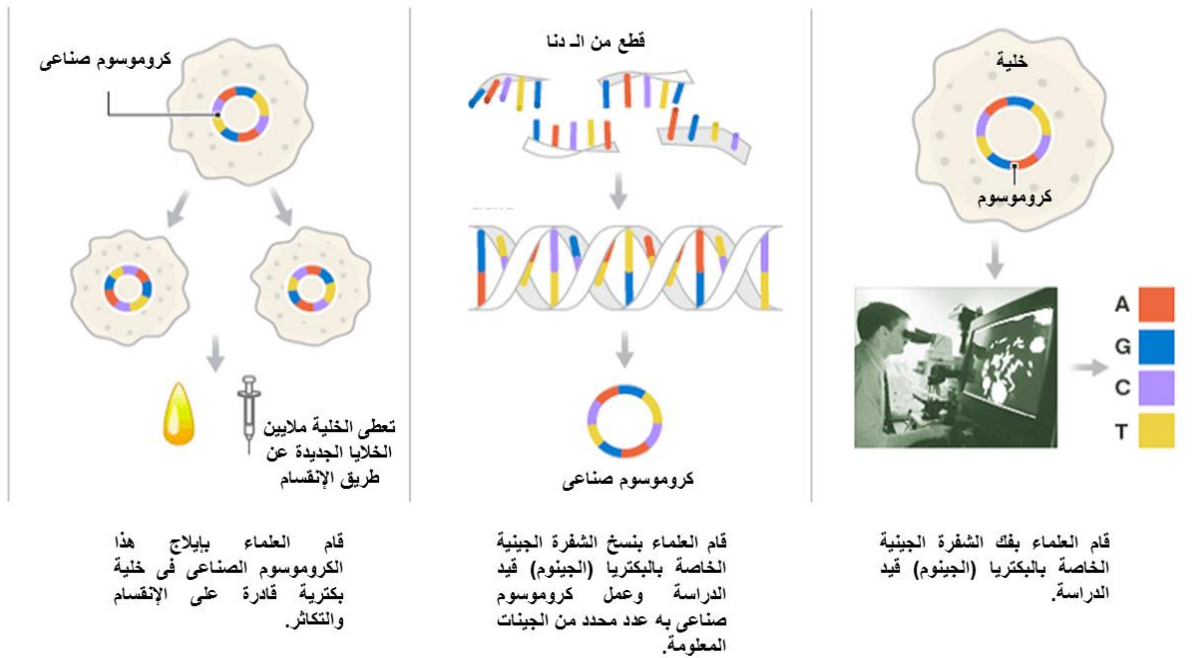 خلية
كروموسوم
A
G
C
T
قام العلماء بفك الشفرة الجينية
الخاصة بالبكتريا (الجينوم) قيد
الدراسة.
قطع من الـ دنا
كروموسوم صناعى
قام العلماء بنسخ الشفرة الجينية
الخاصة بالبكتريا (الجينوم) قيد
الدراسة وعمل كروموسوم
صناعى به عدد محدد من الجينات
المعلومة.
كروموسوم صناعى
تعطى الخلية ملايين
الخلايا الجديدة عن
طريق الإنقسام
قام العلماء بإيلاج هذا
الكروموسوم الصناعى فى خلية
بكترية قادرة على الإنقسام
والتكاثر.